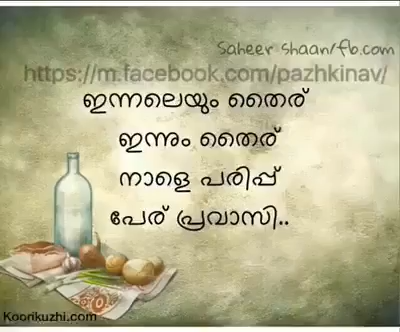 Saheer shaan/fb.com
https://m.facebook.com/pazhkinav/
ഇന്നലെയും തൈര്
ഇന്നും തൈര്
നാളെ പരിപ്പ്
പേര് പ്രവാസി..
Koorikuzhi.com